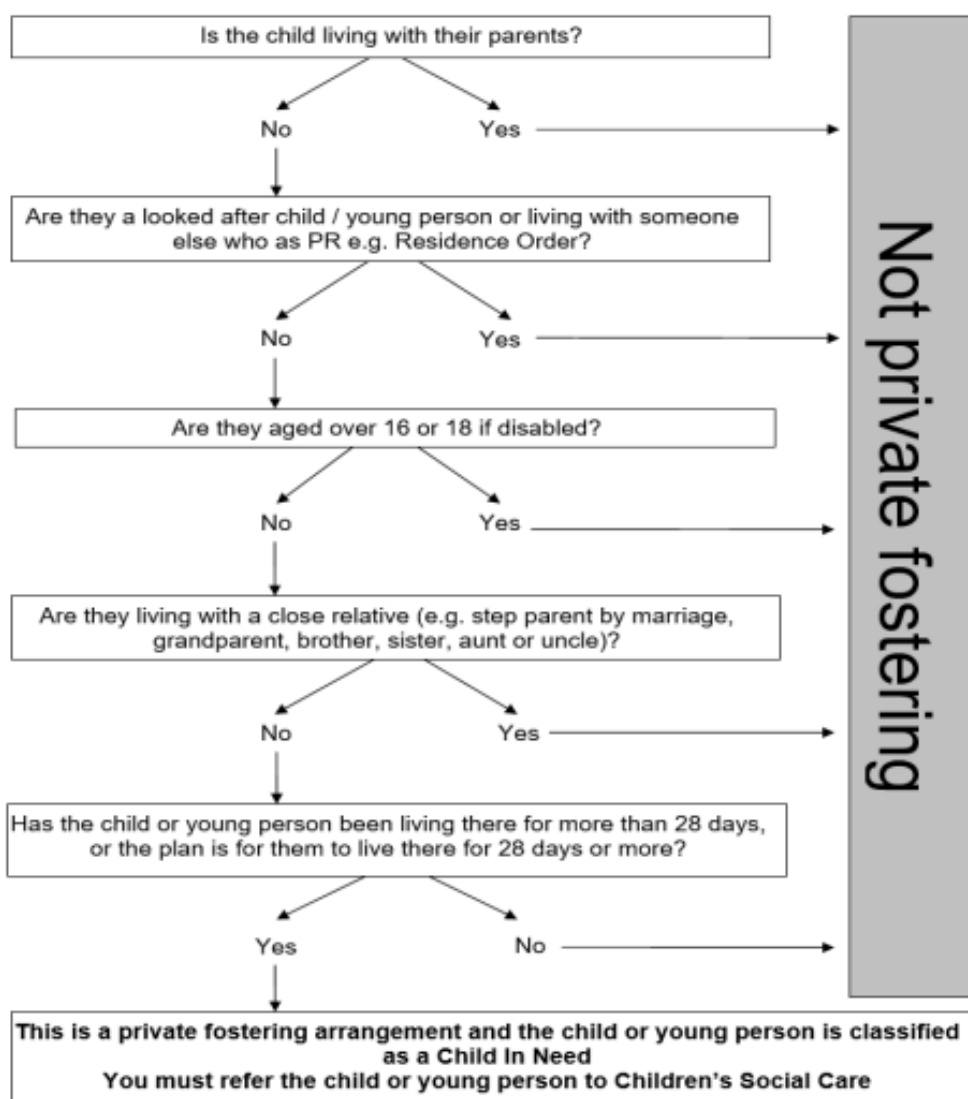 Is the child living with their parents?
No
Yes
Are they a looked after child / young person or living with someone
else who as PR e.g. Residence Order?
No
Yes
Are they aged over 16 or 18 if disabled?
No
Yes
Are they living with a close relative (e.g. step parent by marriage,
grandparent, brother, sister, aunt or uncle)?
No
Yes
Has the child or young person been living there for more than 28 days,
or the plan is for them to live there for 28 days or more?
Yes
No
This is a private fostering arrangement and the child or young person is classified
as a Child In Need
You must refer the child or young person to Children's Social Care
Not private fostering